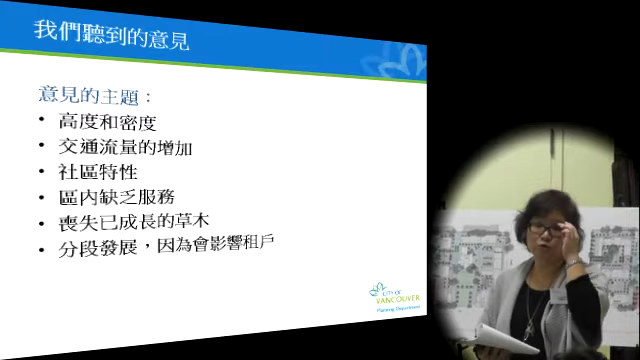 我們聽到的意見
意見的主題：
• 高度和密度
• 交通流量的增加
• 社區特性
• 區內缺乏服務
• 喪失已成長的草木
• 分段發展，因為會影響租戶
CITY OF
VANCOUVER
Planning Department